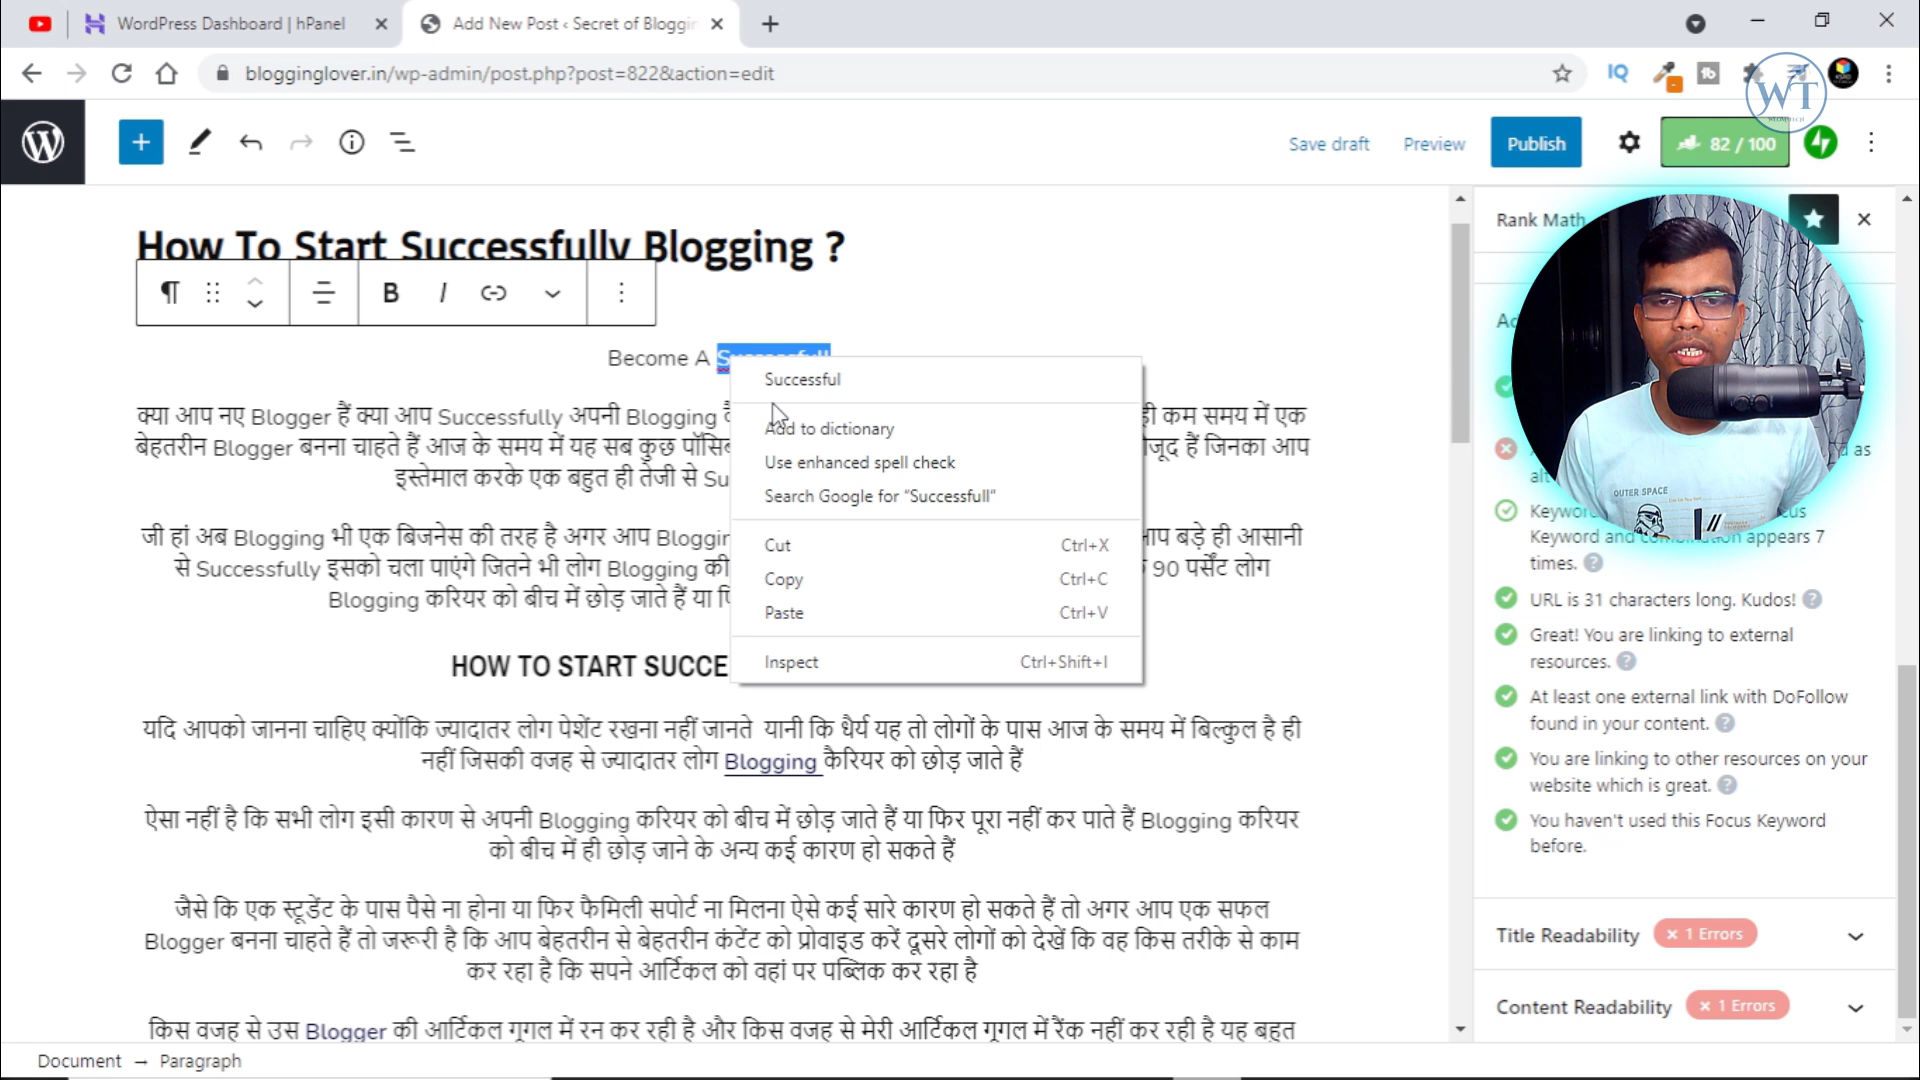 WordPress Dashboard | hPanel
Add New Post ‹ Secret of Bloggin
blogginglover.in/wp-admin/post.php?post=822&action=edit
IQ
WT
Save draft
Preview
Publish
82 / 100
How To Start Successfully Blogging ?
Rank Math
B I
Become A Successfull
Successful
Add to dictionary
Use enhanced spell check
Search Google for “Successfull”
Cut Ctrl+X
Copy Ctrl+C
Paste Ctrl+V
Inspect Ctrl+Shift+I
क्या आप नए Blogger हैं क्या आप Successfully अपनी Blogging ही कम समय में एक
बेहतरीन Blogger बनना चाहते हैं आज के समय में यह सब कुछ हैं जिनका आप
इस्तेमाल करके एक बहुत ही तेजी से Su
जी हां अब Blogging भी एक बिजनेस की तरह है अगर आप Bloggin आप बड़े ही आसानी
से Successfully इसको चला पाएंगे जितने भी लोग Blogging की 90 पर्सेंट लोग
Blogging करियर को बीच में छोड़ जाते हैं या
HOW TO START SUCCE
यदि आपको जानना चाहिए क्योंकि ज्यादातर लोग पेशेंट रखना नहीं जानते यानी कि धैर्य यह तो लोगों के पास आज के समय में बिल्कुल है ही
नहीं जिसकी वजह से ज्यादातर लोग Blogging कैरियर को छोड़ जाते हैं
ऐसा नहीं है कि सभी लोग इसी कारण से अपनी Blogging करियर को बीच में छोड़ जाते हैं या फिर पूरा नहीं कर पाते हैं Blogging करियर
को बीच में ही छोड़ जाने के अन्य कई कारण हो सकते हैं
जैसे कि एक स्टूडेंट के पास पैसे ना होना या फिर फैमिली सपोर्ट ना मिलना ऐसे कई सारे कारण हो सकते हैं तो अगर आप एक सफल
Blogger बनना चाहते हैं तो जरूरी है कि आप बेहतरीन से बेहतरीन कंटेंट को प्रोवाइड करें दूसरे लोगों को देखें कि वह किस तरीके से काम
कर रहा है कि सपने आर्टिकल को वहां पर पब्लिक कर रहा है
किस वजह से उस Blogger की आर्टिकल गूगल में रन कर रही है और किस वजह से मेरी आर्टिकल गूगल में रैंक नहीं कर रही है यह बहुत
OUTER SPACE
Keyword and combination appears 7
times.
URL is 31 characters long. Kudos!
Great! You are linking to external
resources.
At least one external link with DoFollow
found in your content.
You are linking to other resources on your
website which is great.
You haven't used this Focus Keyword
before.
Title Readability × 1 Errors
Content Readability × 1 Errors
Document → Paragraph